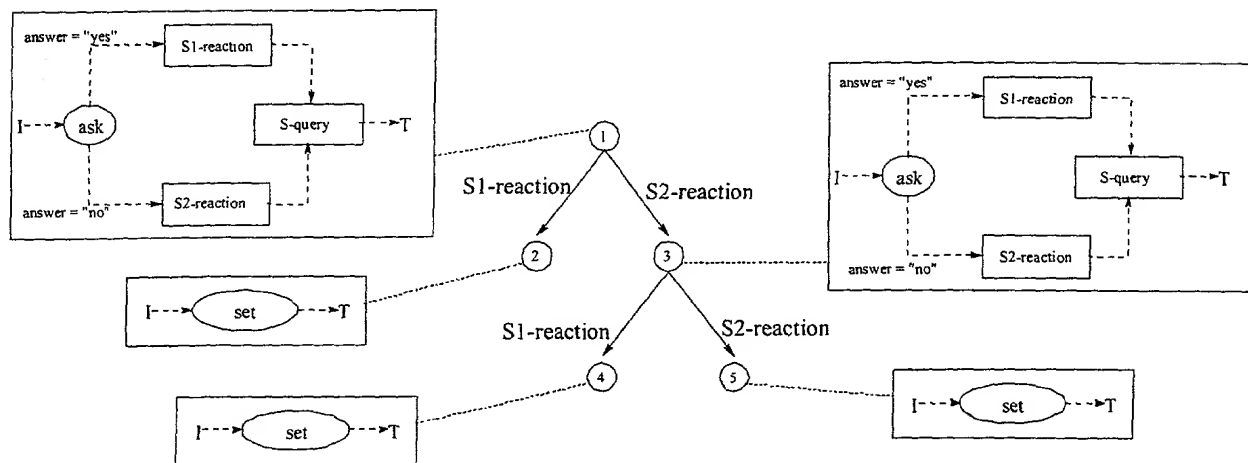 answer = "yes"
S1-reaction
I
ask
S-query
T
S2-reaction
answer = "no"
1
S1-reaction
S2-reaction
answer = "yes"
S1-reaction
I
ask
S-query
T
S2-reaction
answer = "no"
2
3
I
set
T
S1-reaction
S2-reaction
4
5
I
set
T
I
set
T